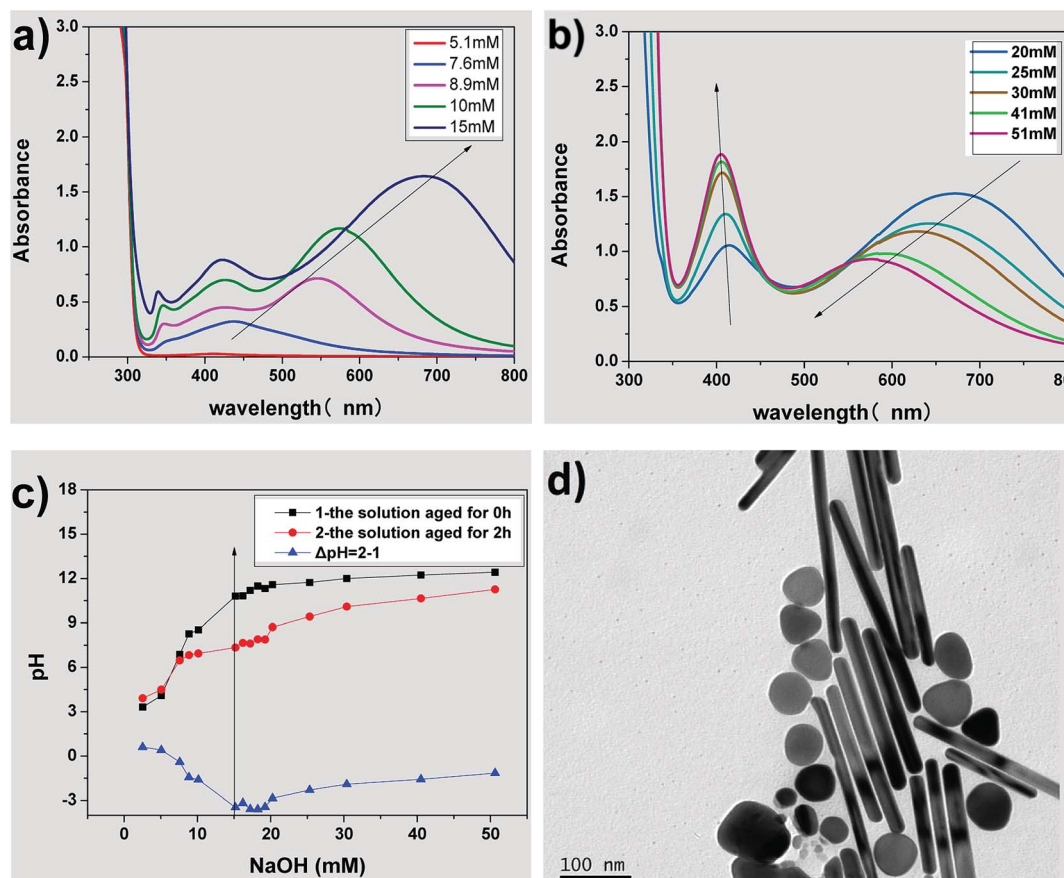 a)
3.0
2.5
2.0
1.5
1.0
0.5
0.0
Absorbance
300 400 500 600 700 800
wavelength( nm)
5.1mM
7.6mM
8.9mM
10mM
15mM
b)
3.0
2.5
2.0
1.5
1.0
0.5
0.0
Absorbance
300 400 500 600 700 800
wavelength( nm)
20mM
25mM
30mM
41mM
51mM
c)
18
15
12
9
6
3
0
-3
pH
0 10 20 30 40 50
NaOH (mM)
1-the solution aged for 0h
2-the solution aged for 2h
ΔpH=2-1
d)
100 nm